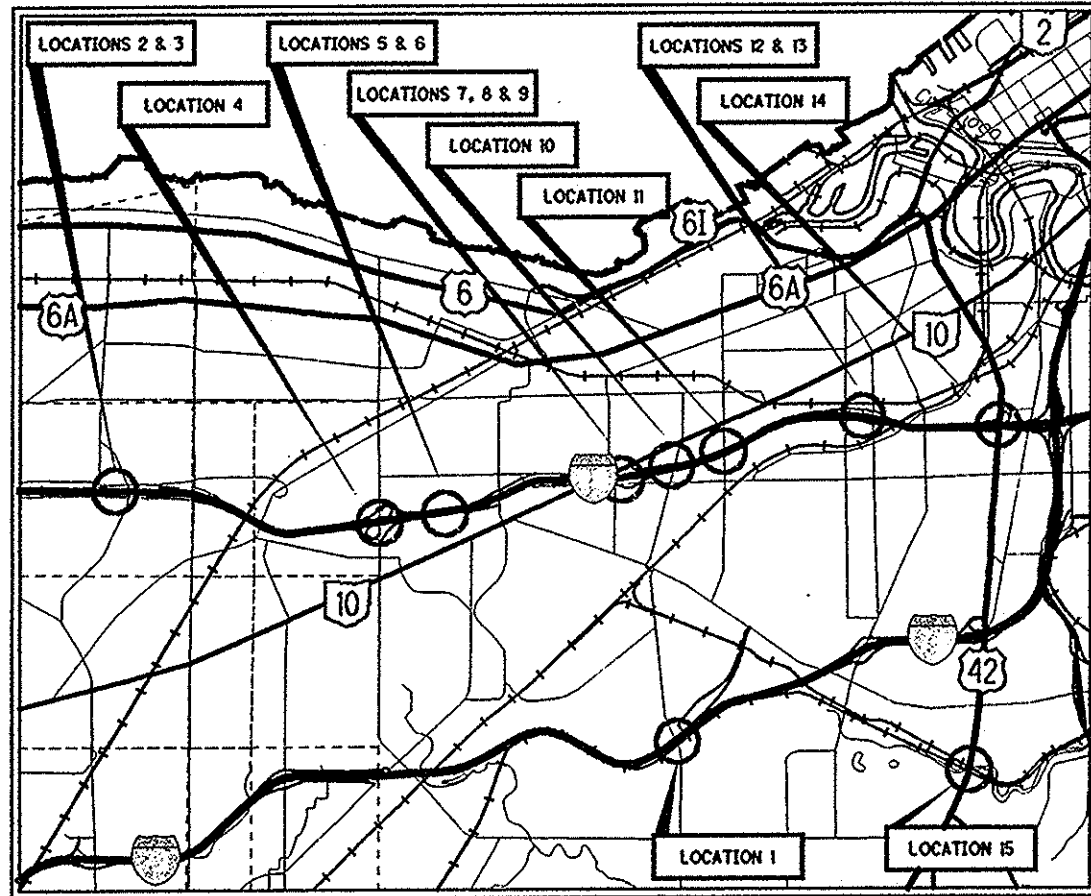 LOCATIONS 2 & 3
LOCATIONS 5 & 6
LOCATIONS 12 & 13
2
LOCATION 4
LOCATIONS 7, 8 & 9
LOCATION 14
LOCATION 10
LOCATION 11
6I
6
6A
6A
10
10
42
LOCATION 1
LOCATION 15